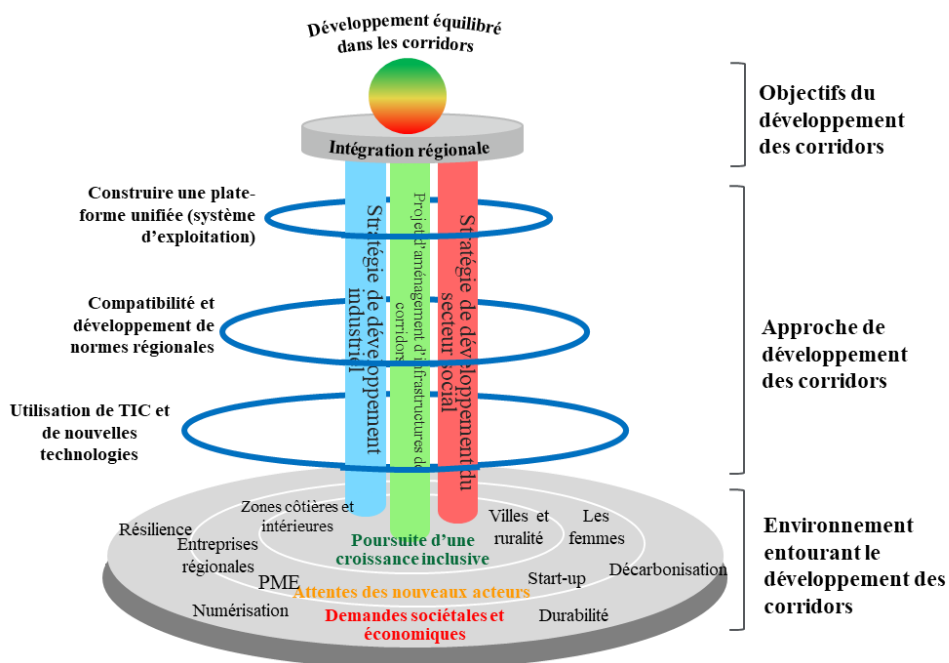 Développement équilibré
dans les corridors
Intégration régionale
Objectifs du
développement
des corridors
Construire une plate-
forme unifiée (système
d’exploitation)
Compatibilité et
développement de
normes régionales
Utilisation de TIC et
de nouvelles
technologies
Stratégie de développement
industriel
Projet d’aménagement d’infrastructures de
corridors
Stratégie de développement du
secteur social
Approche de
développement
des corridors
Zones côtières et
intérieures
Résilience
Entreprises
régionales
PME
Numérisation
Poursuite d’une
croissance inclusive
Attentes des nouveaux acteurs
Demandes sociétales et
économiques
Villes et
ruralité
Les
femmes
Start-up
Décarbonisation
Durabilité
Environnement
entourant le
développement des
corridors